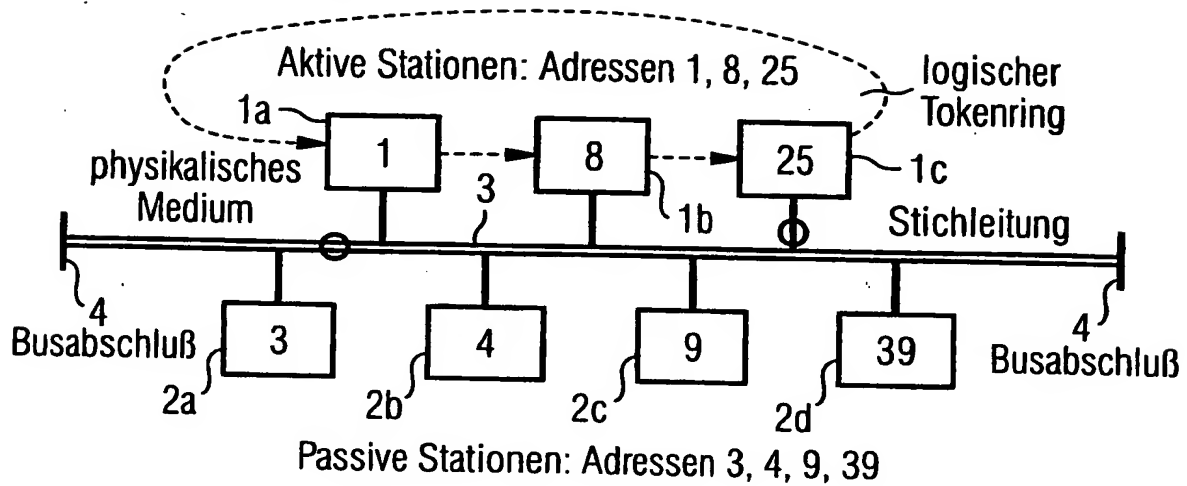 Aktive Stationen: Adressen 1, 8, 25
logischer
Tokenring
1a
1
8
25
1c
physikalisches
Medium
3
1b
Stichleitung
4
Busabschluß
3
4
9
39
4
Busabschluß
2a
2b
2c
2d
Passive Stationen: Adressen 3, 4, 9, 39